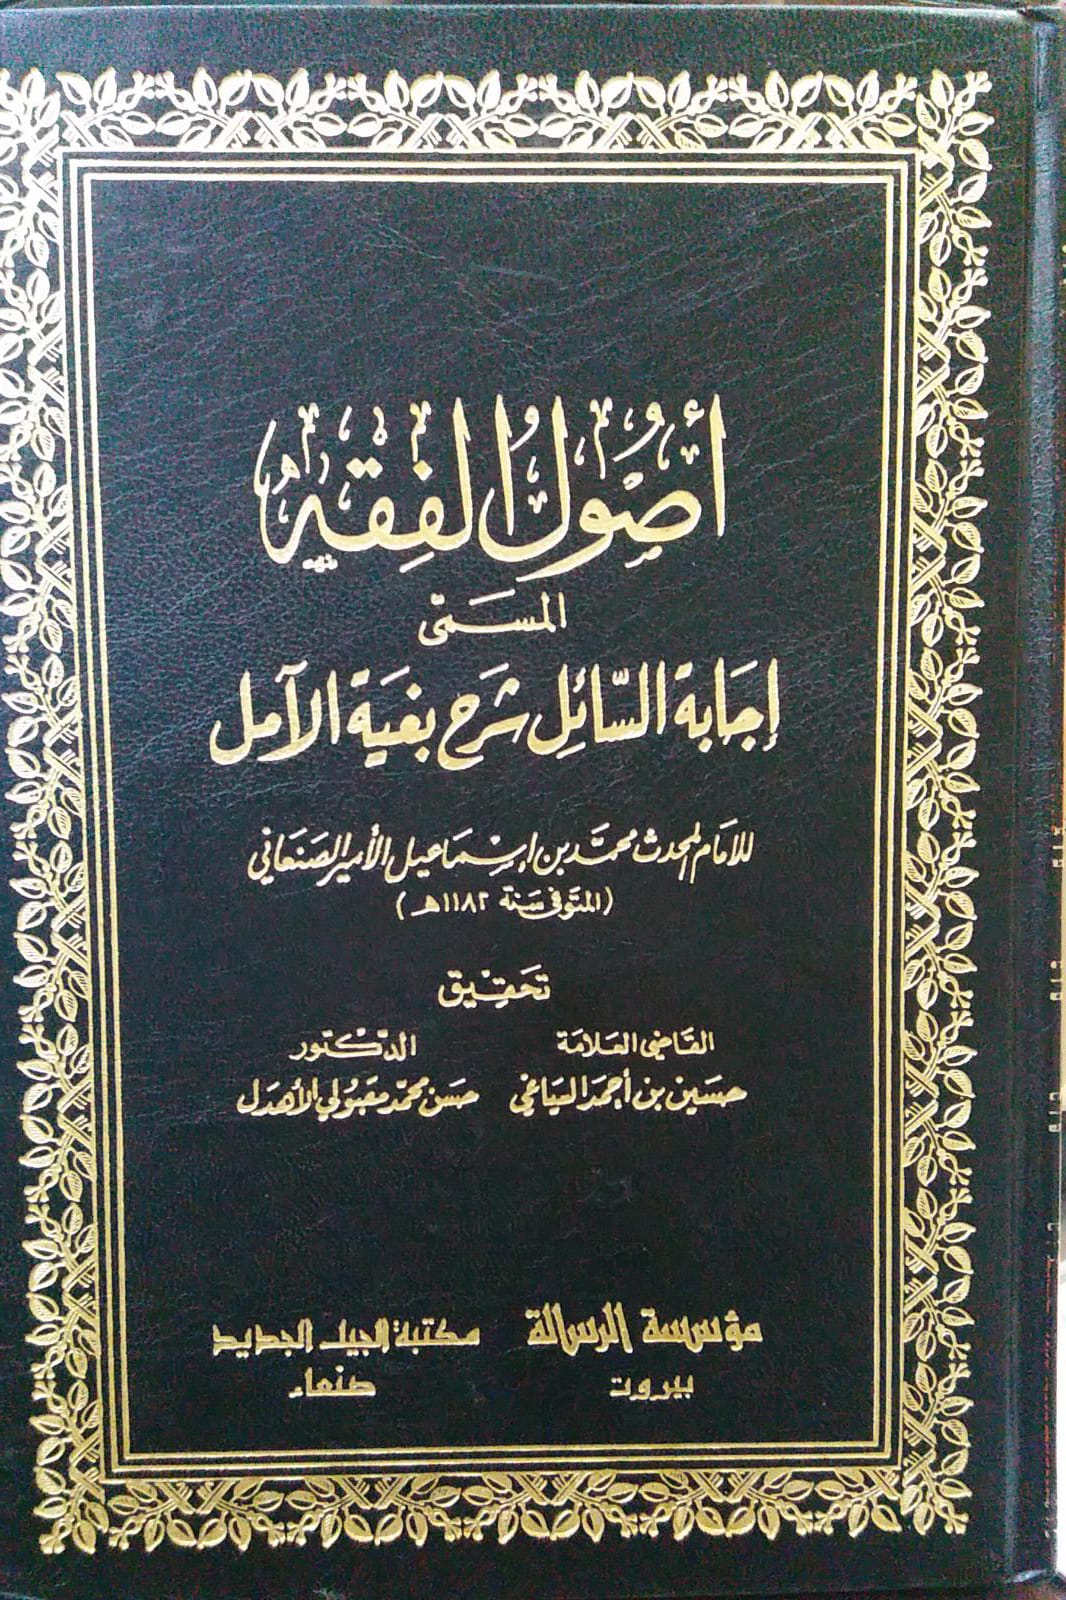 أصول الفقه
المسمى
إجابة السائل شرح بغية الآمل
للإمام المحدث محمد بن إسماعيل الأمير الصنعاني
(المتوفى سنة ١١٨٢هـ)
تحقيق
القاضي العلامة
حسين بن أحمد السياغي
الدكتور
حسن محمد مقبولي الأهدل
مؤسسة الرسالة
بيروت
مكتبة الجيل الجديد
صنعاء